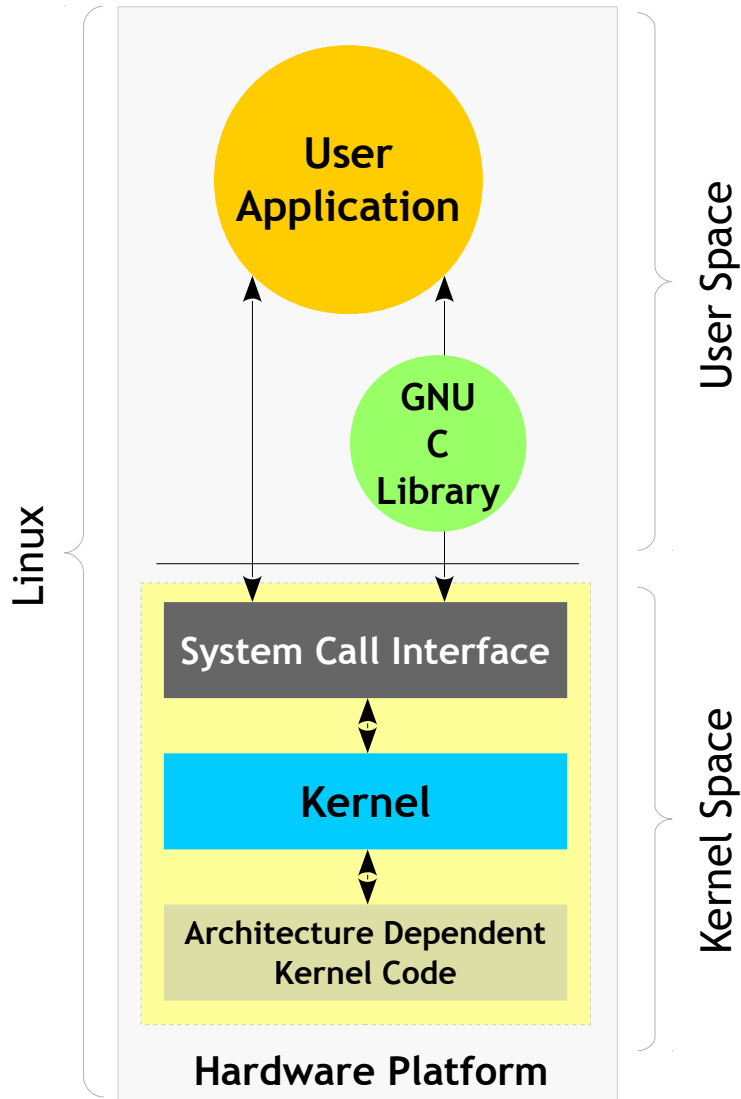 User
Application
GNU
C
Library
System Call Interface
Kernel
Architecture Dependent
Kernel Code
Hardware Platform
Linux
User Space
Kernel Space